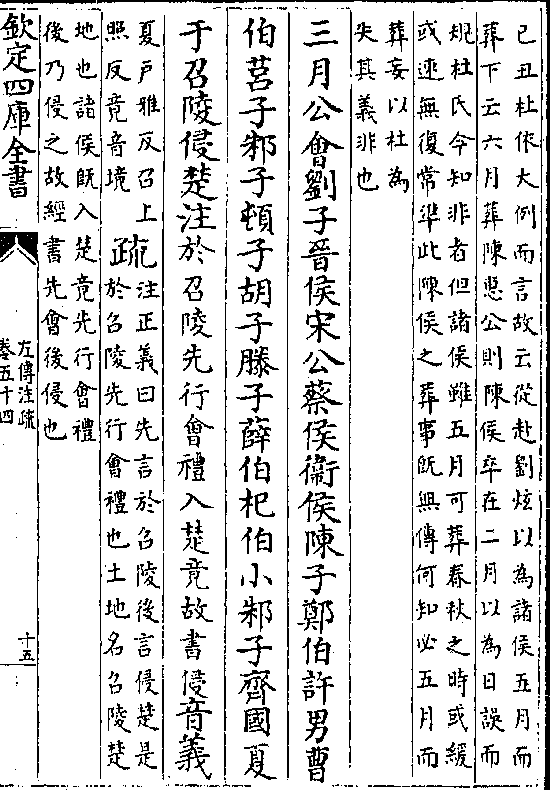 己丑杜依大例而言故云從赴劉炫以為諸侯五月而
葬下云六月葬陳惠公則陳侯卒在二月以為日誤而
規杜氏今知非者但諸侯雖五月可葬春秋之時或緩
或速無復常準此陳侯之葬事既無傳何知必五月而
葬妄以杜為
失其義非也
三月公會劉子晉侯宋公蔡侯衛侯陳子鄭伯許男曹
伯莒子邾子頓子胡子滕子薛伯杞伯小邾子齊國夏
于召陵侵楚注於召陵先行會禮入楚竟故書侵音義
夏戶雅反召上
照反竟音境
疏
注正義曰先言於召陵後言侵楚是
於召陵先行會禮也土地名召陵楚
地也諸侯既入楚竟先行會禮
後乃侵之故經書先會後侵也
欽定四庫全書
左傳注疏
卷五十四
十五